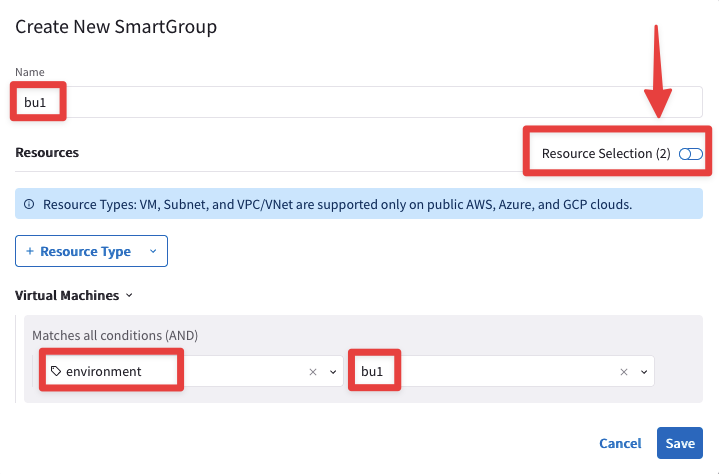 Create New SmartGroup
Name
bu1
Resources
Resource Selection (2)
Resource Types: VM, Subnet, and VPC/VNet are supported only on public AWS, Azure, and GCP clouds.
+ Resource Type
Virtual Machines
Matches all conditions (AND)
environment
bu1
Cancel
Save